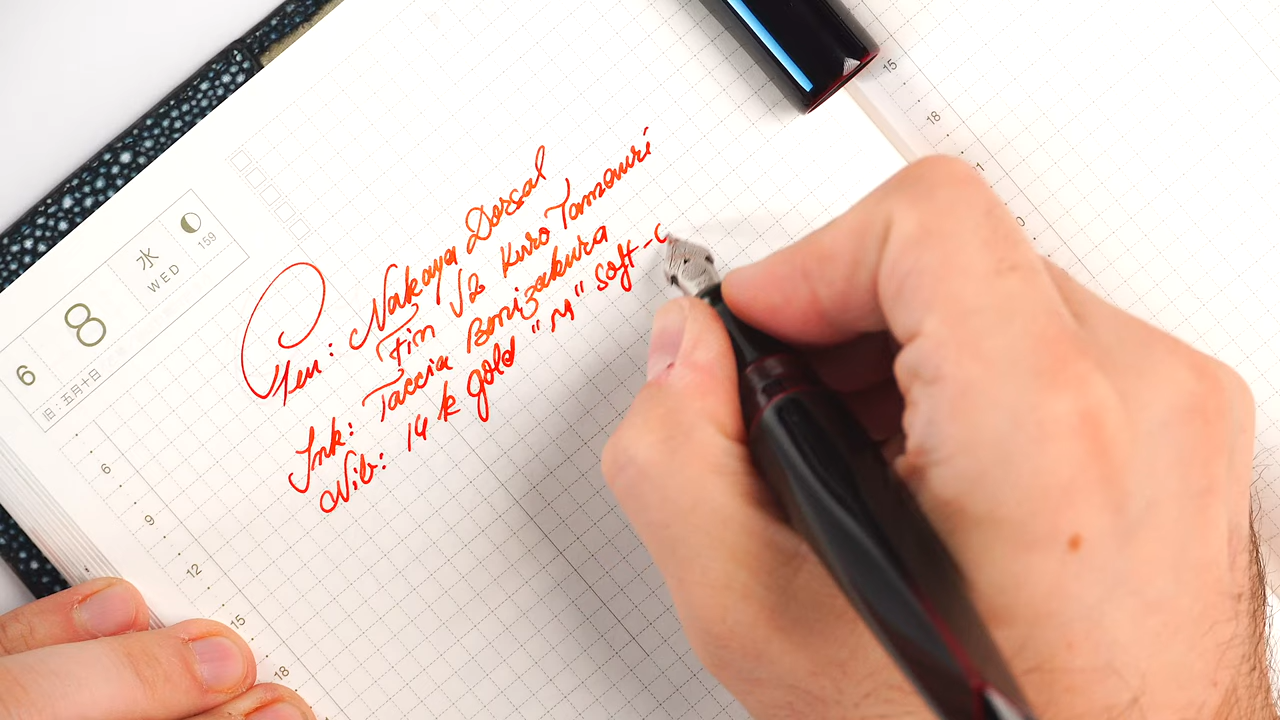 6
8
水
WED
159
旧:五月十日
Pen: Nakaya Dorsal
Fin √2 Kuro Tamenuri
Ink: Taccia Benizakura
Nib: 14k gold "M" soft-
6
9
12
15
18
15
18